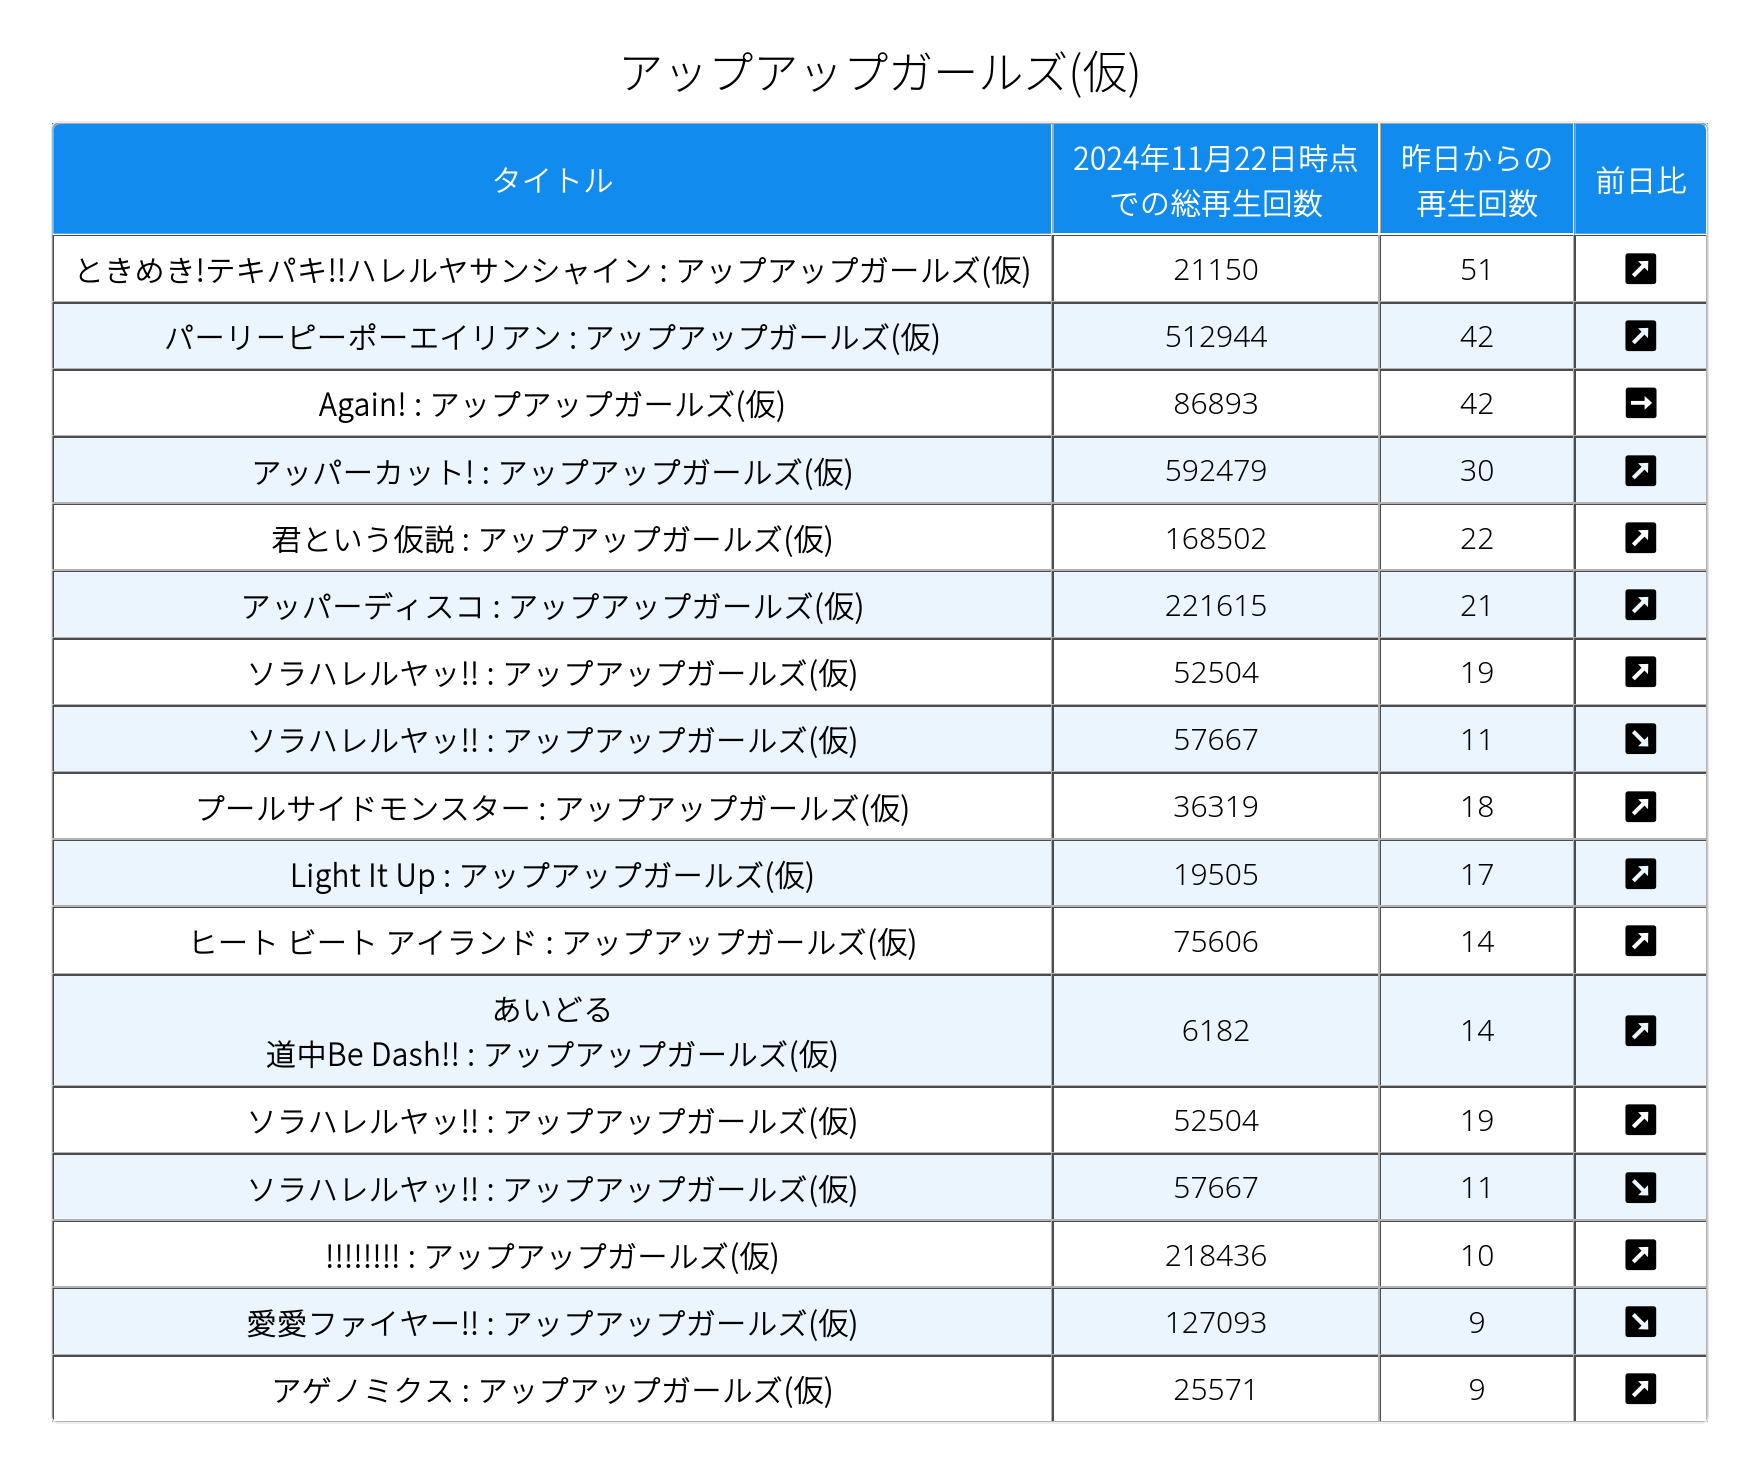 アップアップガールズ(仮)
タイトル 2024年11月22日時点での総再生回数 昨日からの再生回数 前日比
ときめき!テキパキ!!ハレルヤサンシャイン : アップアップガールズ(仮) 21150 51
パーリーピーポーエイリアン : アップアップガールズ(仮) 512944 42
Again! : アップアップガールズ(仮) 86893 42
アッパーカット! : アップアップガールズ(仮) 592479 30
君という仮説 : アップアップガールズ(仮) 168502 22
アッパーディスコ : アップアップガールズ(仮) 221615 21
ソラハレルヤッ!! : アップアップガールズ(仮) 52504 19
ソラハレルヤッ!! : アップアップガールズ(仮) 57667 11
プールサイドモンスター : アップアップガールズ(仮) 36319 18
Light It Up : アップアップガールズ(仮) 19505 17
ヒート ビート アイランド : アップアップガールズ(仮) 75606 14
あいどる
道中Be Dash!! : アップアップガールズ(仮) 6182 14
ソラハレルヤッ!! : アップアップガールズ(仮) 52504 19
ソラハレルヤッ!! : アップアップガールズ(仮) 57667 11
!!!!!!!! : アップアップガールズ(仮) 218436 10
愛愛ファイヤー!! : アップアップガールズ(仮) 127093 9
アゲノミクス : アップアップガールズ(仮) 25571 9